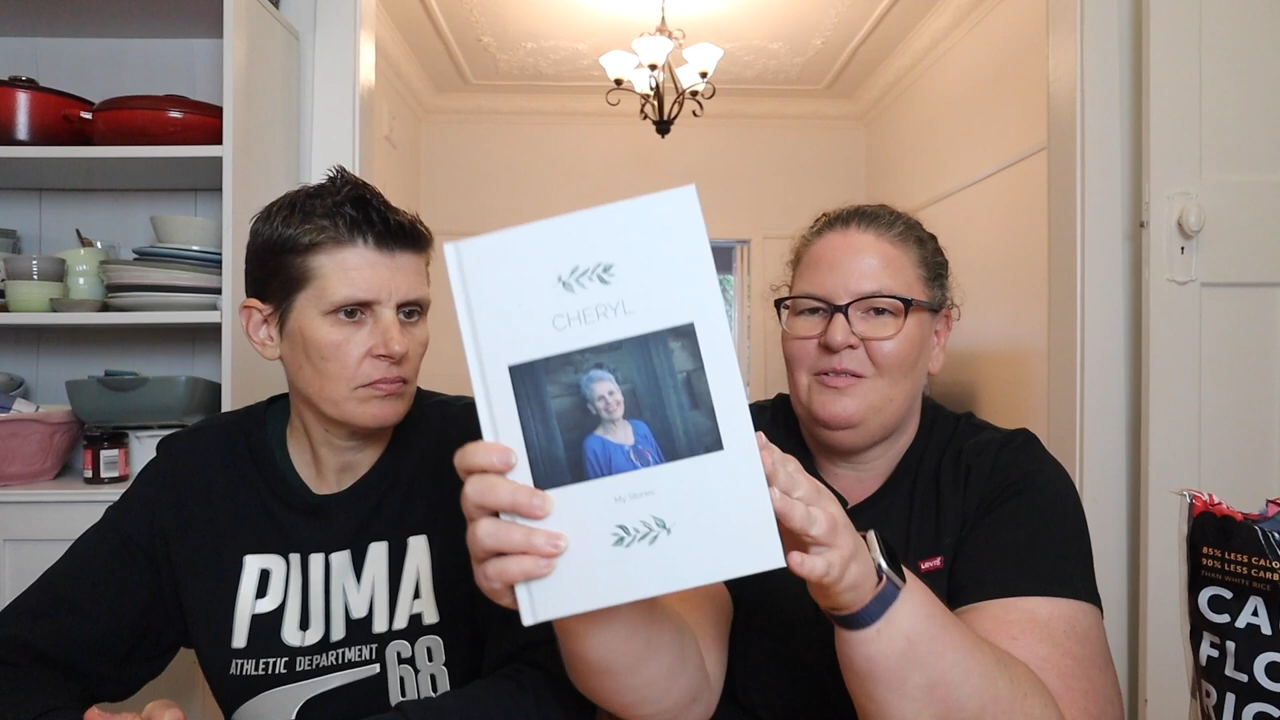 CHERYL
My Stories
PUMA
ATHLETIC DEPARTMENT
68
Levi's
85% LESS CALO
90% LESS CARB
THAN WHITE RICE
CA
FLO
RIC